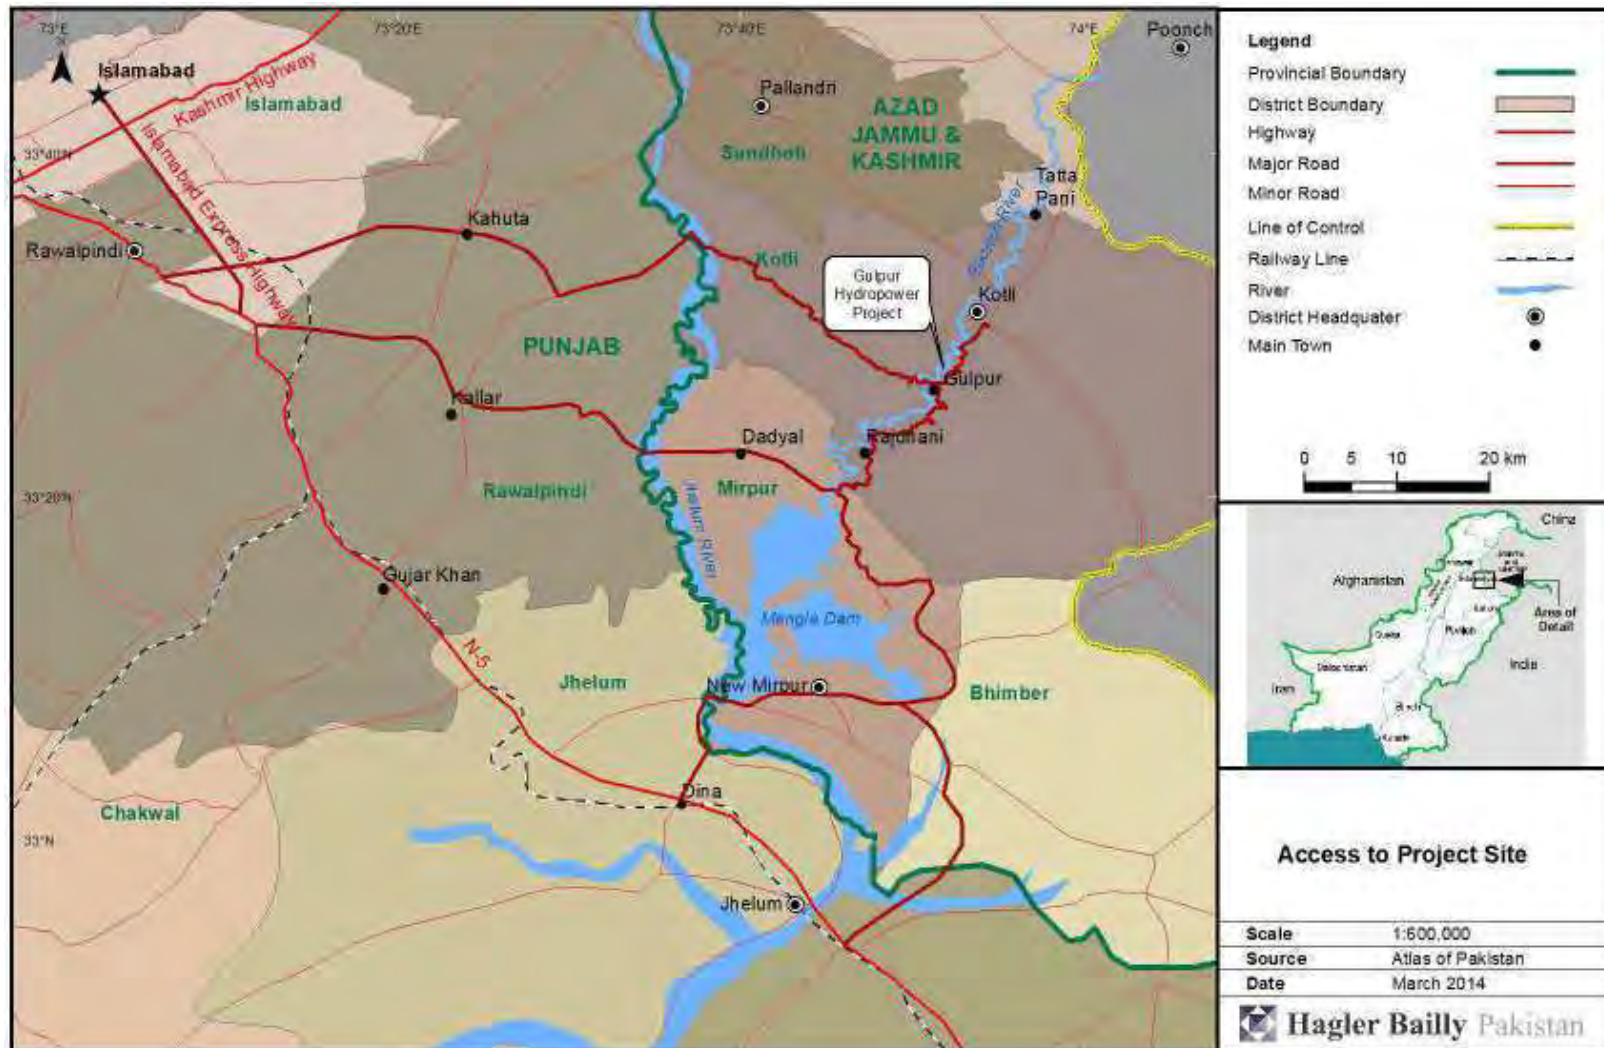 73°E
73°20'E
73°40'E
74°E
Poonch
Islamabad
Kashmir Highway
Islamabad
Pallandri
AZAD
JAMMU &
KASHMIR
Sundhoti
33°40'N
Islamabad Express Highway
Tatta
Pani
Kahuta
Rawalpindi
Kotli
Gulpur
Hydropower
Project
Kotli
PUNJAB
Gulpur
Kallar
Dadyal
Rajdhani
Rawalpindi
Mirpur
33°20'N
Jhelum River
Gujar Khan
Mangla Dam
N-5
Jhelum
New Mirpur
Bhimber
Dina
Chakwal
33°N
Jhelum
Legend
Provincial Boundary
District Boundary
Highway
Major Road
Minor Road
Line of Control
Railway Line
River
District Headquater
Main Town
0 5 10 20 km
China
Afghanistan
Area of
Detail
India
Iran
Access to Project Site
Scale 1:600,000
Source Atlas of Pakistan
Date March 2014
Hagler Bailly Pakistan